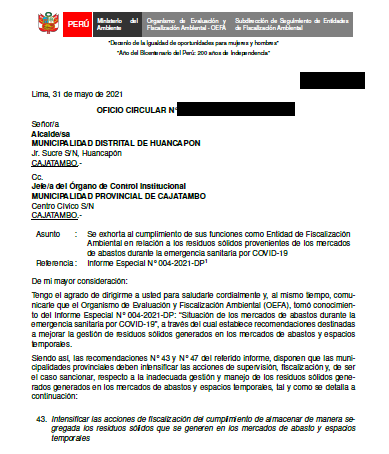 PERÚ
Ministerio del Ambiente
Organismo de Evaluación y Fiscalización Ambiental - OEFA
Subdirección de Seguimiento de Entidades de Fiscalización Ambiental
"Decenio de la Igualdad de oportunidades para mujeres y hombres"
"Año del Bicentenario del Perú: 200 años de Independencia"
Lima, 31 de mayo de 2021
OFICIO CIRCULAR N°
Señor/a
Alcalde/sa
MUNICIPALIDAD DISTRITAL DE HUANCAPON
Jr. Sucre S/N, Huancapón
CAJATAMBO.-
Cc.
Jefe/a del Órgano de Control Institucional
MUNICIPALIDAD PROVINCIAL DE CAJATAMBO
Centro Cívico S/N
CAJATAMBO.-
Asunto : Se exhorta al cumplimiento de sus funciones como Entidad de Fiscalización
Ambiental en relación a los residuos sólidos provenientes de los mercados
de abastos durante la emergencia sanitaria por COVID-19
Referencia : Informe Especial N° 004-2021-DP1
De mi mayor consideración:
Tengo el agrado de dirigirme a usted para saludarle cordialmente y, al mismo tiempo, comu-
nicarle que el Organismo de Evaluación y Fiscalización Ambiental (OEFA), tomó conocimien-
to del Informe Especial N° 004-2021-DP: "Situación de los mercados de abastos durante la
emergencia sanitaria por COVID-19", a través del cual establece recomendaciones destinadas
a mejorar la gestión de residuos sólidos generados en los mercados de abastos y espacios
temporales.
Siendo así, las recomendaciones N° 43 y N° 47 del referido informe, disponen que las muni-
cipalidades provinciales deben intensificar las acciones de supervisión, fiscalización y, de ser
el caso sancionar, respecto a la inadecuada gestión y manejo de los residuos sólidos gene-
rados generados en los mercados de abastos y espacios temporales, tal y como se detalla a
continuación:
43. Intensificar las acciones de fiscalización del cumplimiento de almacenar de manera se-
gregada los residuos sólidos que se generen en los mercados de abasto y espacios
temporales